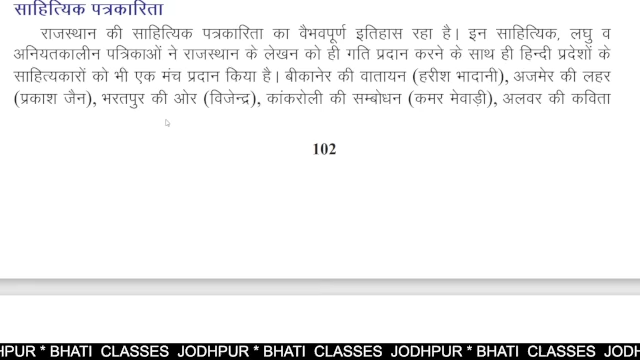 साहित्यिक पत्रकारिता
राजस्थान की साहित्यिक पत्रकारिता का वैभवपूर्ण इतिहास रहा है। इन साहित्यिक, लघु व
अनियतकालीन पत्रिकाओं ने राजस्थान के लेखन को ही गति प्रदान करने के साथ ही हिन्दी प्रदेशों के
साहित्यकारों को भी एक मंच प्रदान किया है। बीकानेर की वातायन (हरीश भादानी), अजमेर की लहर
(प्रकाश जैन), भरतपुर की ओर (विजेन्द्र), कांकरोली की सम्बोधन (कमर मेवाड़ी), अलवर की कविता
102
HPUR * BHATI CLASSES JODHPUR * BHATI CLASSES JODHPUR * BHATI CLASSES JODHPUR * BHATI